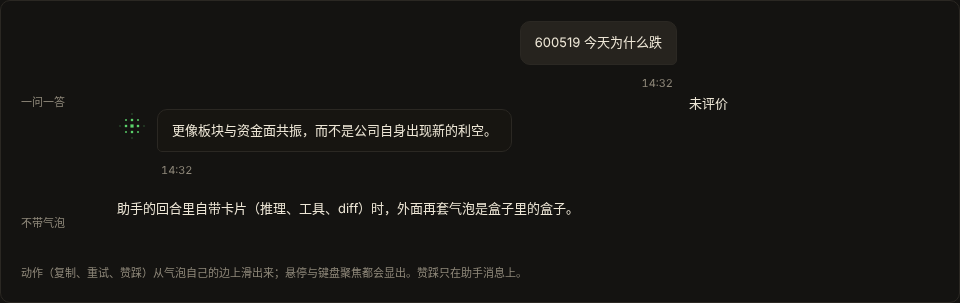 600519 今天为什么跌
14:32
一问一答
未评价
更像板块与资金面共振，而不是公司自身出现新的利空。
14:32
助手的回合里自带卡片（推理、工具、diff）时，外面再套气泡是盒子里的盒子。
不带气泡
动作（复制、重试、赞踩）从气泡自己的边上滑出来；悬停与键盘聚焦都会显出。赞踩只在助手消息上。